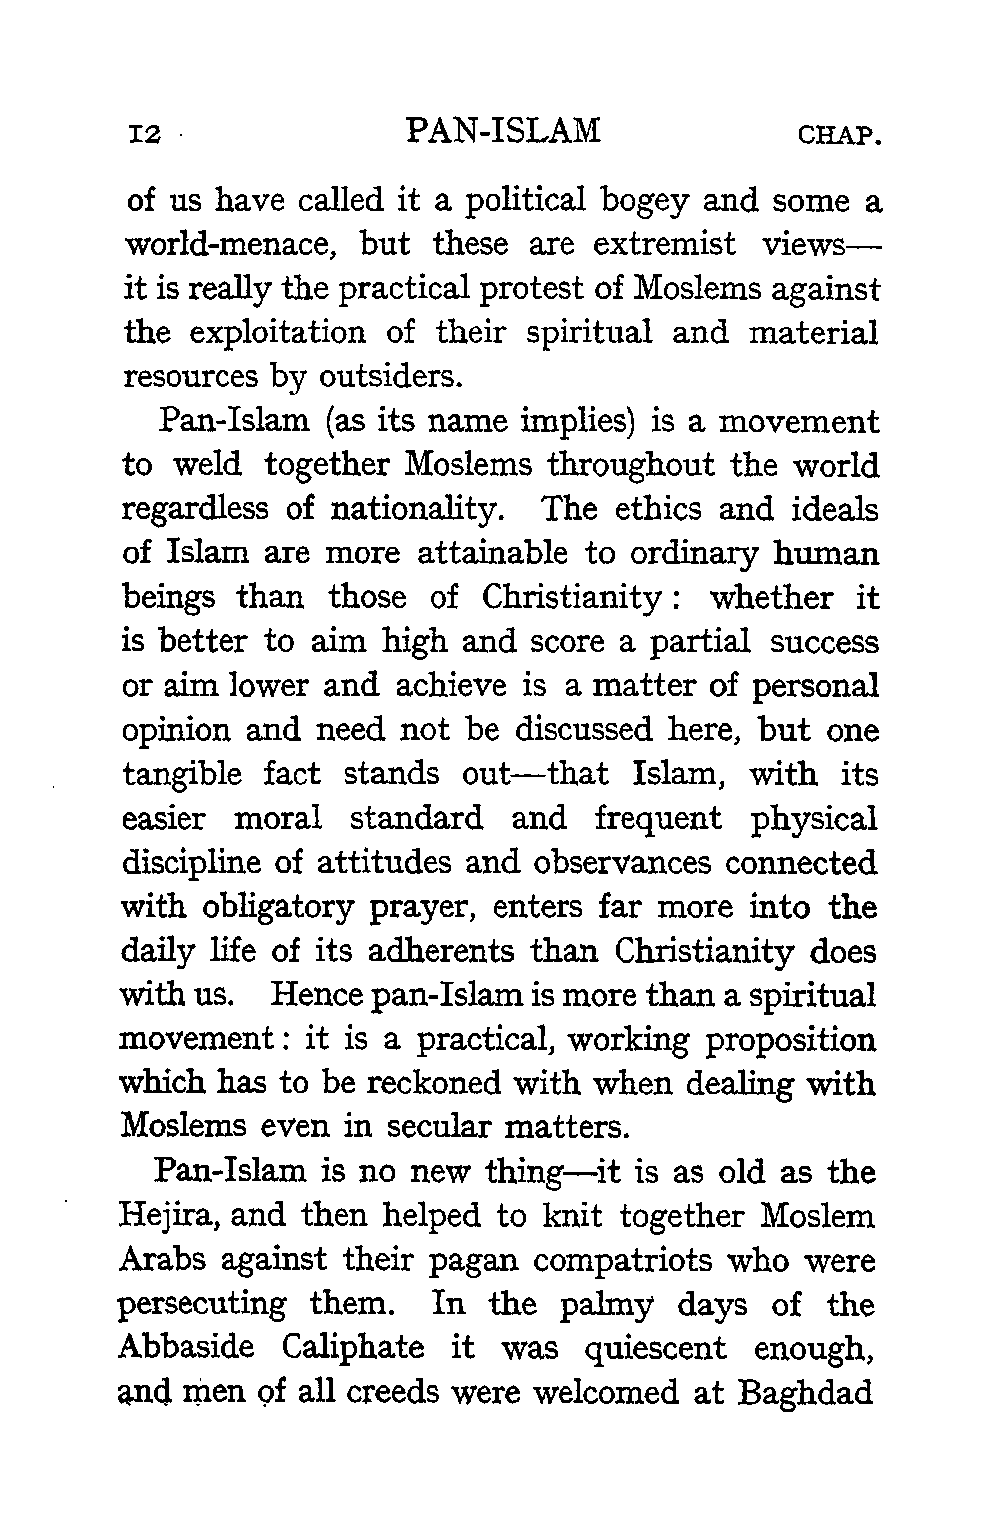 12 PAN-ISLAM CHAP.
of us have called it a political bogey and some a
world-menace, but these are extremist views—
it is really the practical protest of Moslems against
the exploitation of their spiritual and material
resources by outsiders.
Pan-Islam (as its name implies) is a movement
to weld together Moslems throughout the world
regardless of nationality. The ethics and ideals
of Islam are more attainable to ordinary human
beings than those of Christianity : whether it
is better to aim high and score a partial success
or aim lower and achieve is a matter of personal
opinion and need not be discussed here, but one
tangible fact stands out—that Islam, with its
easier moral standard and frequent physical
discipline of attitudes and observances connected
with obligatory prayer, enters far more into the
daily life of its adherents than Christianity does
with us. Hence pan-Islam is more than a spiritual
movement : it is a practical, working proposition
which has to be reckoned with when dealing with
Moslems even in secular matters.
Pan-Islam is no new thing—it is as old as the
Hejira, and then helped to knit together Moslem
Arabs against their pagan compatriots who were
persecuting them. In the palmy days of the
Abbaside Caliphate it was quiescent enough,
and men of all creeds were welcomed at Baghdad